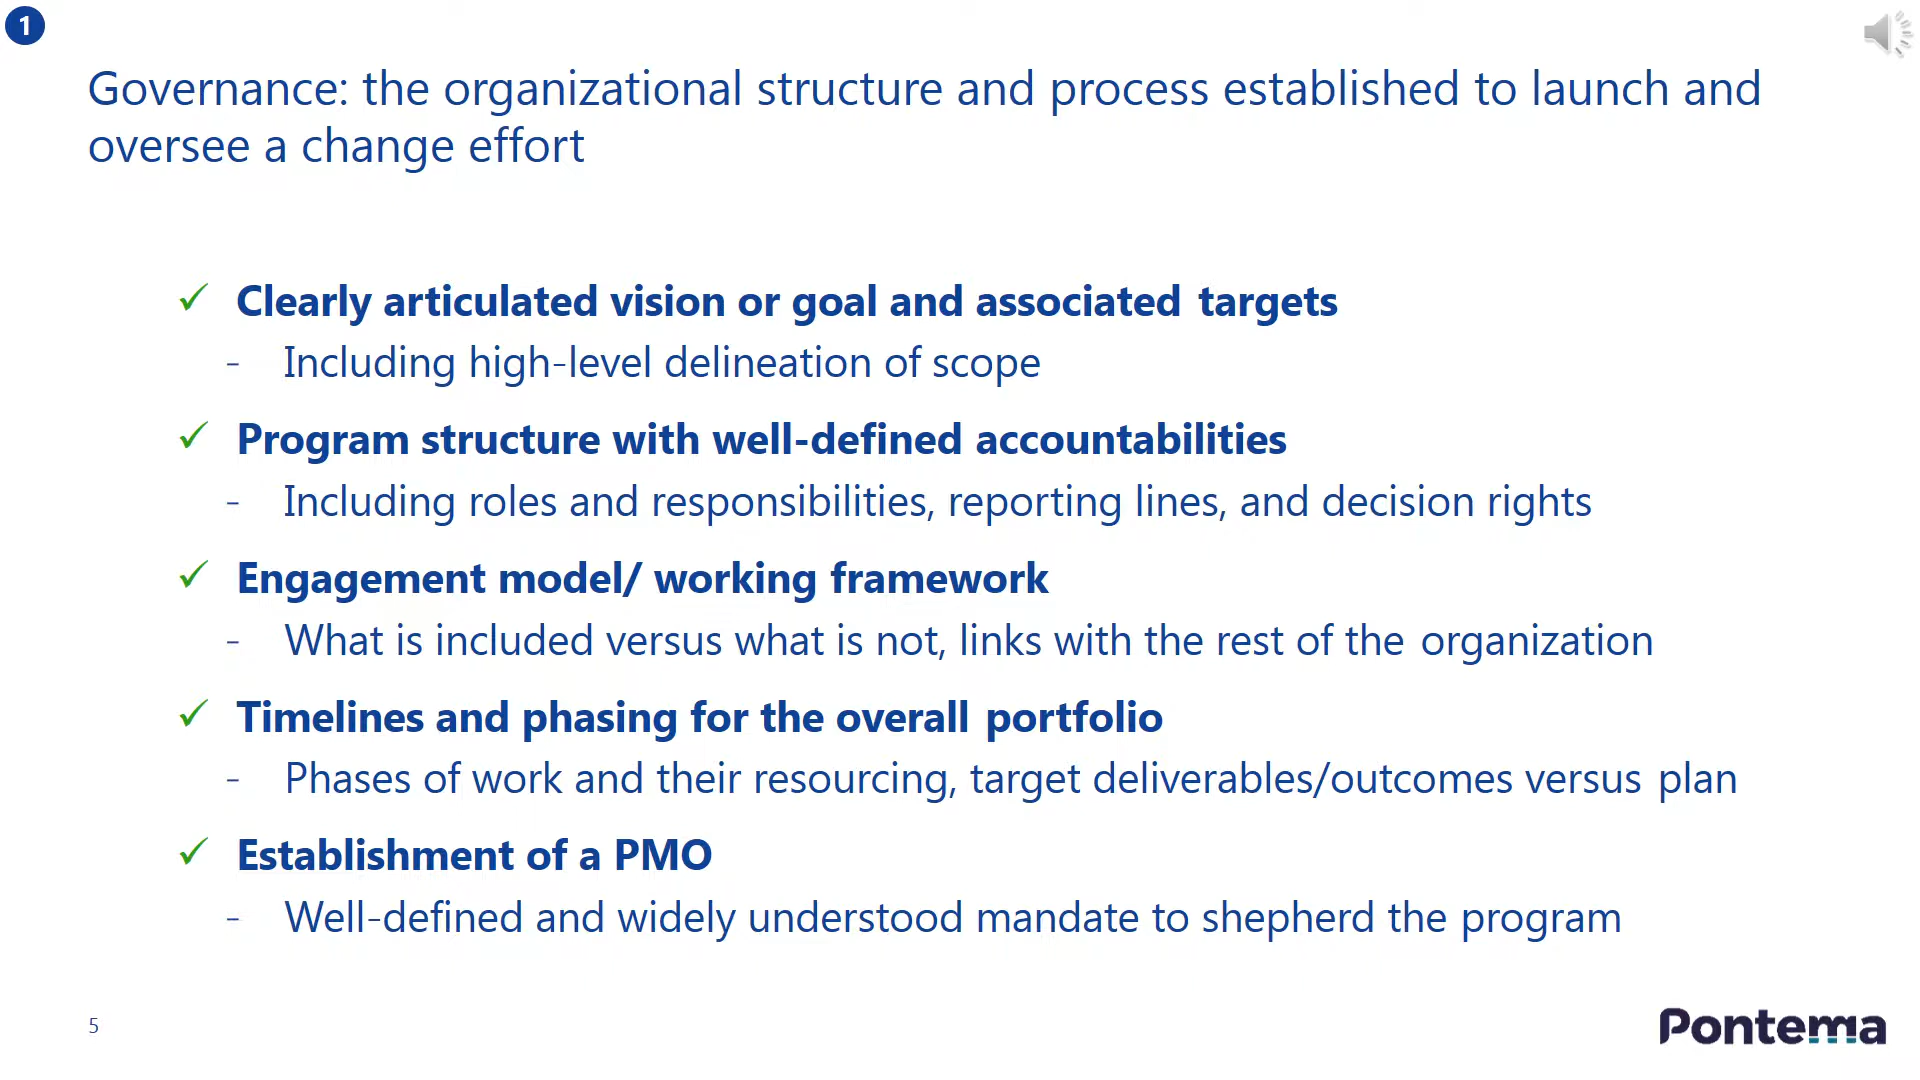 1
Governance: the organizational structure and process established to launch and
oversee a change effort
✓ Clearly articulated vision or goal and associated targets
- Including high-level delineation of scope
✓ Program structure with well-defined accountabilities
- Including roles and responsibilities, reporting lines, and decision rights
✓ Engagement model/ working framework
- What is included versus what is not, links with the rest of the organization
✓ Timelines and phasing for the overall portfolio
- Phases of work and their resourcing, target deliverables/outcomes versus plan
✓ Establishment of a PMO
- Well-defined and widely understood mandate to shepherd the program
5
Pontema